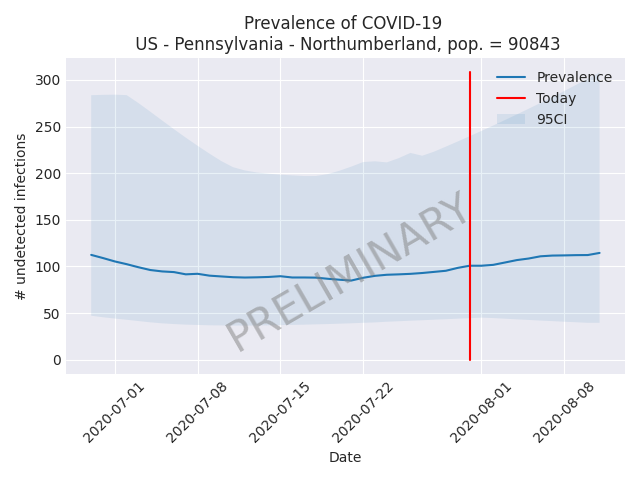 Prevalence of COVID-19
US - Pennsylvania - Northumberland, pop. = 90843
300
250
200
150
100
50
0
# undetected infections
Prevalence
Today
95CI
PRELIMINARY
2020-07-01
2020-07-08
2020-07-15
2020-07-22
2020-08-01
2020-08-08
Date